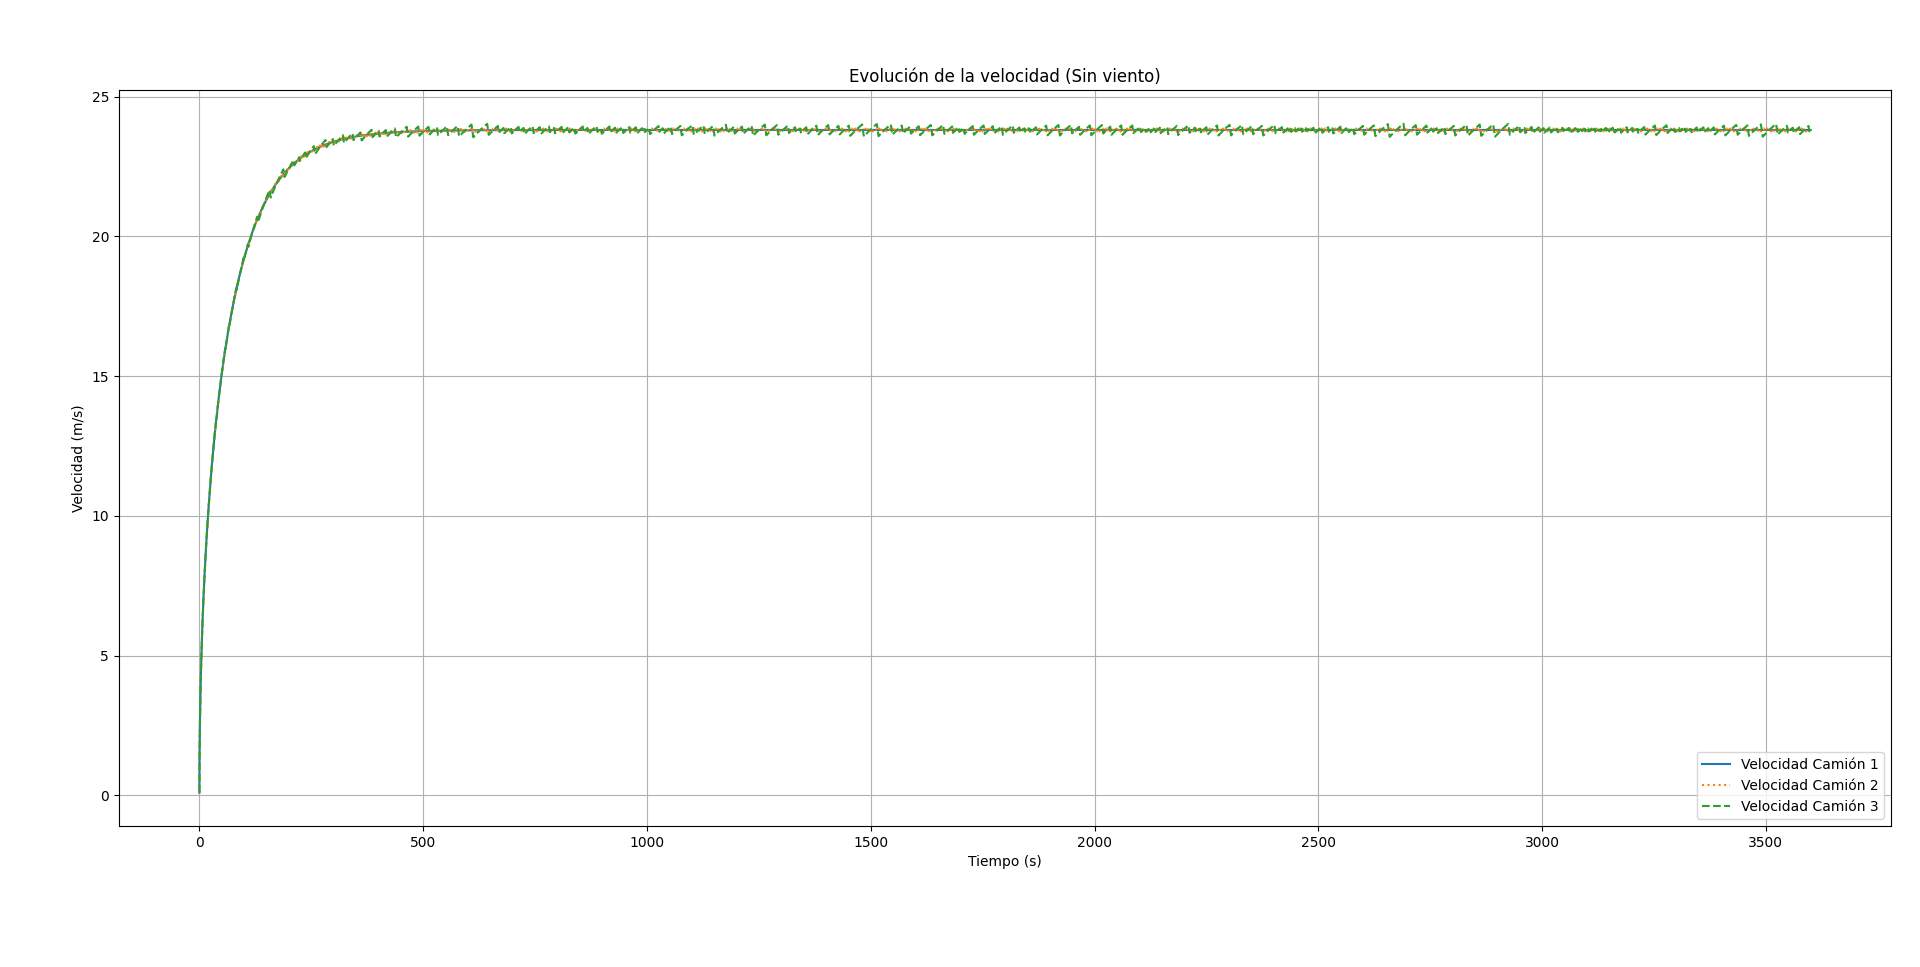 Evolución de la velocidad (Sin viento)
25
20
15
10
5
0
Velocidad (m/s)
0 500 1000 1500 2000 2500 3000 3500
Tiempo (s)
Velocidad Camión 1
Velocidad Camión 2
Velocidad Camión 3